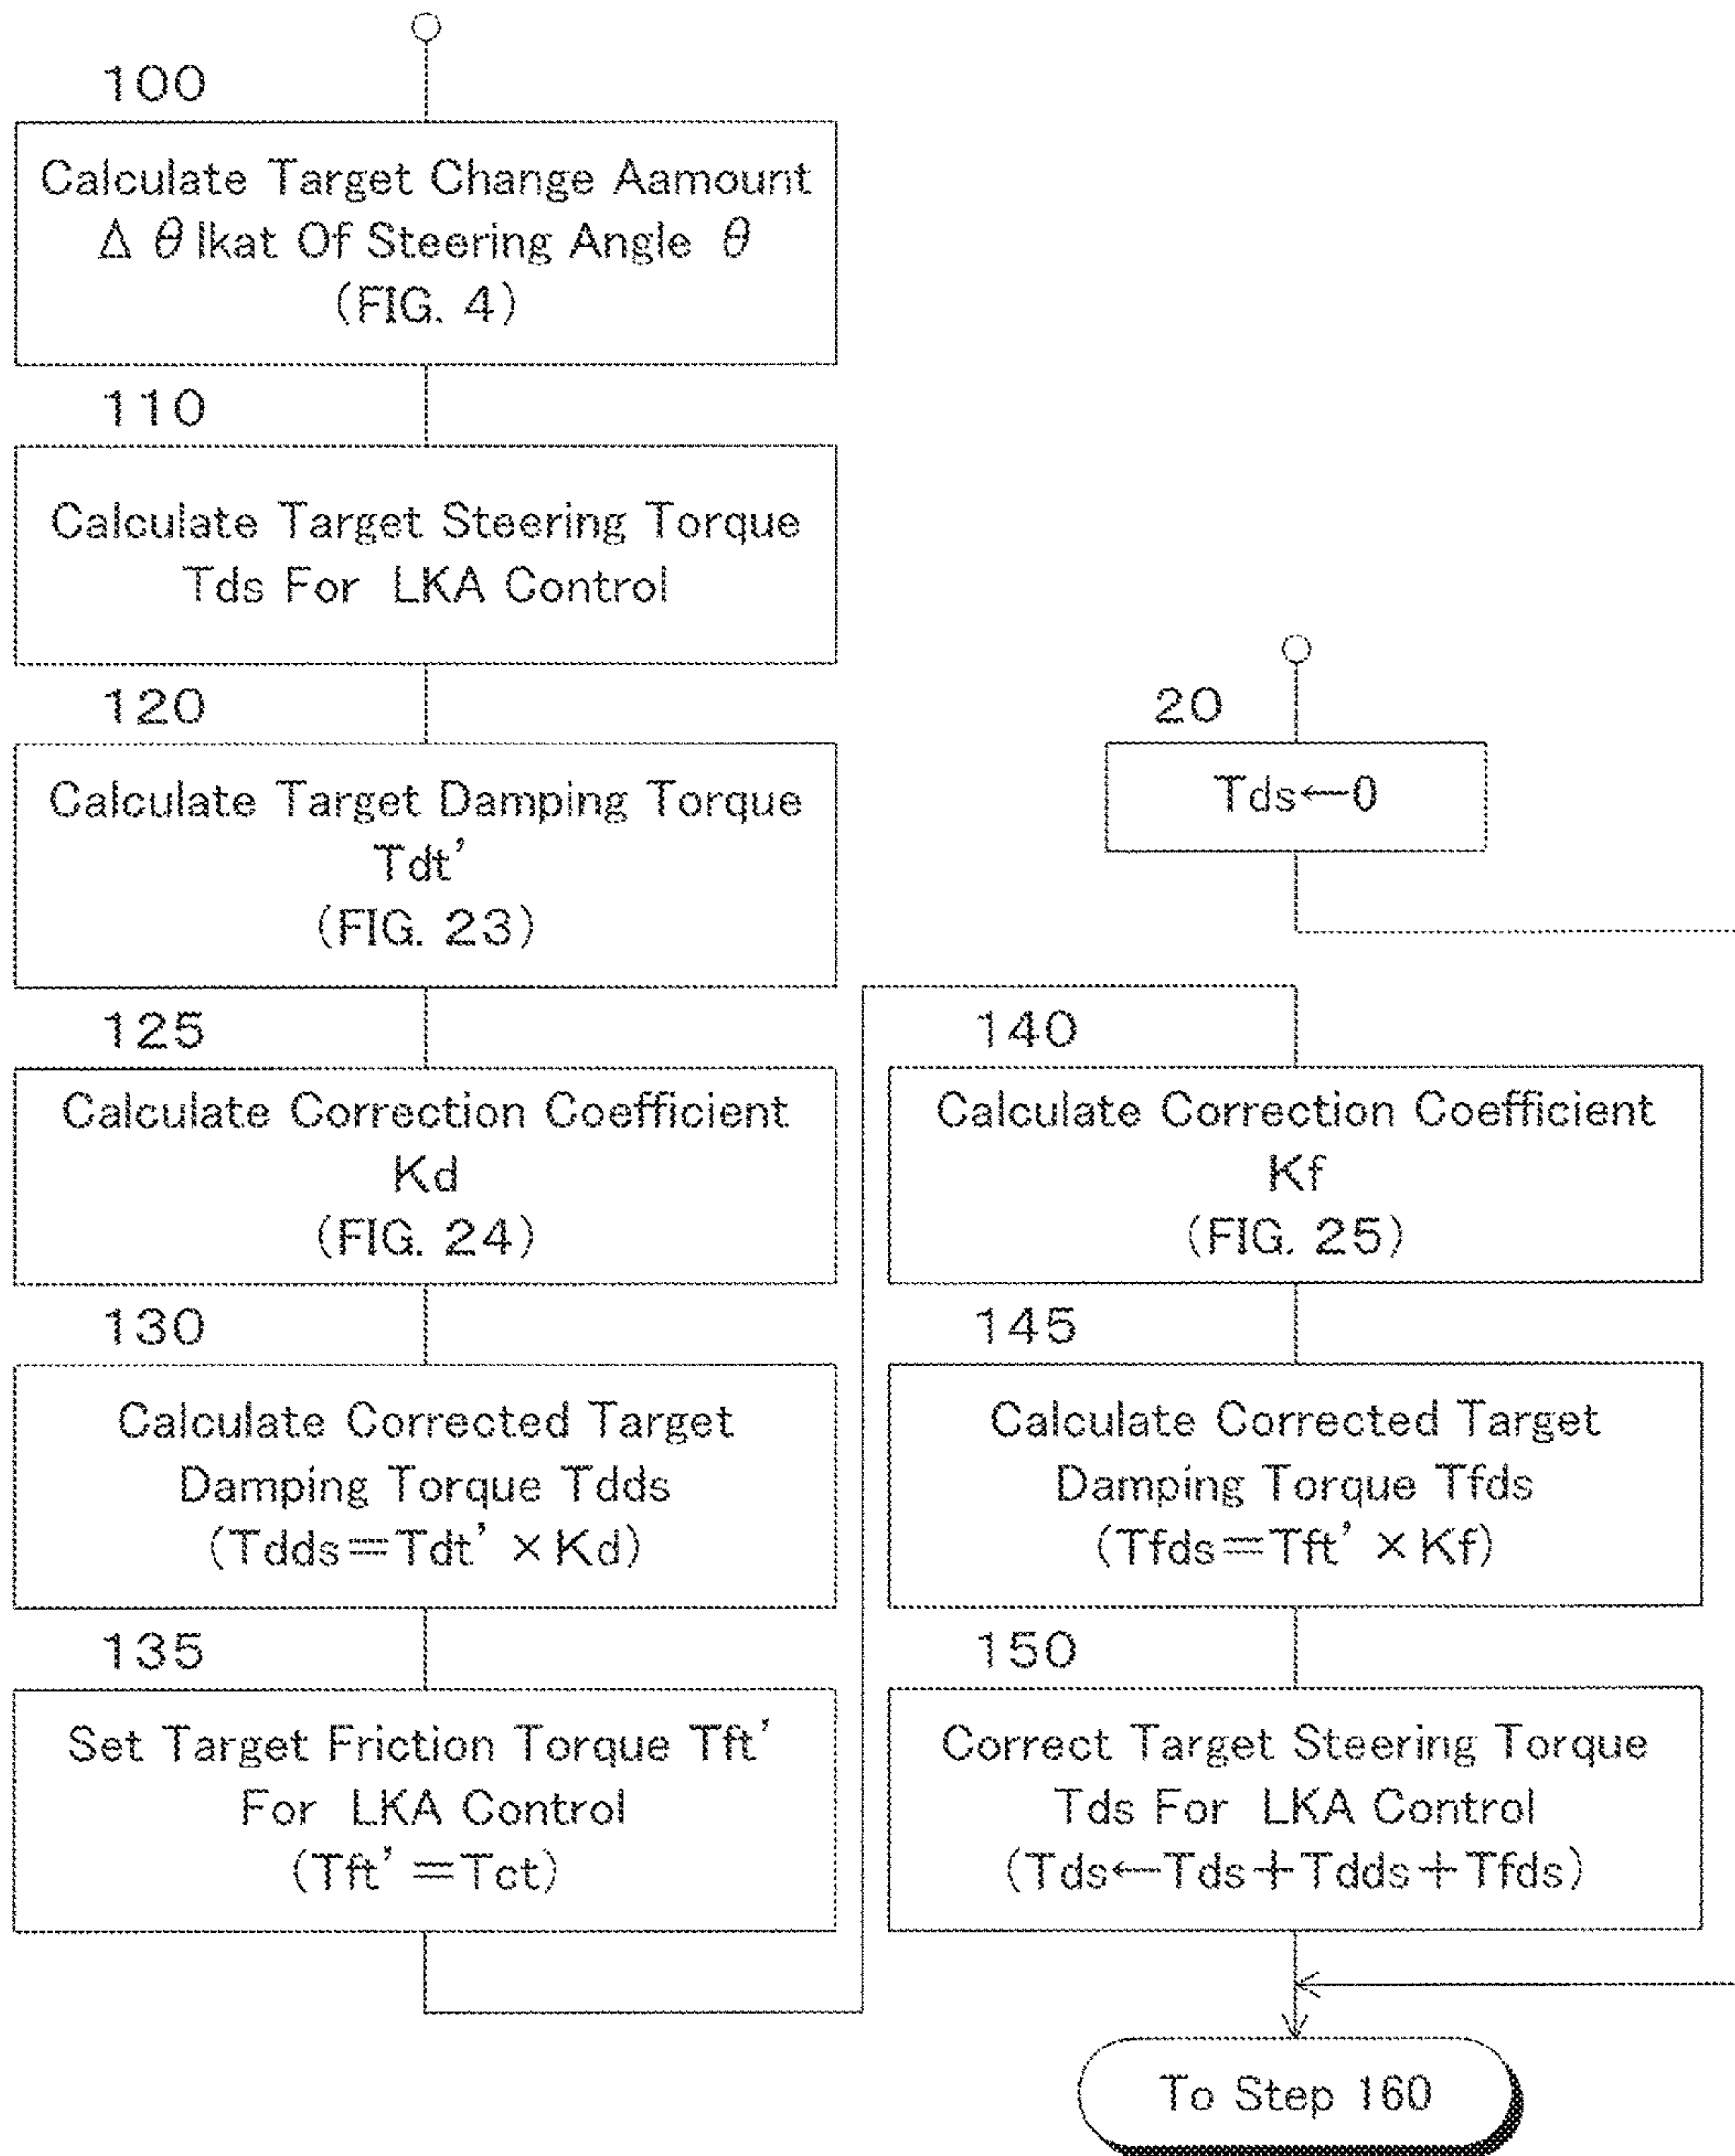 100
Calculate Target Change Aamount
Δ θ lkat Of Steering Angle θ
(FIG. 4)
110
Calculate Target Steering Torque
Tds For LKA Control
120
Calculate Target Damping Torque
Tdt’
(FIG. 23)
125
Calculate Correction Coefficient
Kd
(FIG. 24)
130
Calculate Corrected Target
Damping Torque Tdds
(Tdds=Tdt’ × Kd)
135
Set Target Friction Torque Tft’
For LKA Control
(Tft’ =Tct)
20
Tds←0
140
Calculate Correction Coefficient
Kf
(FIG. 25)
145
Calculate Corrected Target
Damping Torque Tfds
(Tfds=Tft’ × Kf)
150
Correct Target Steering Torque
Tds For LKA Control
(Tds←Tds+Tdds+Tfds)
To Step 160